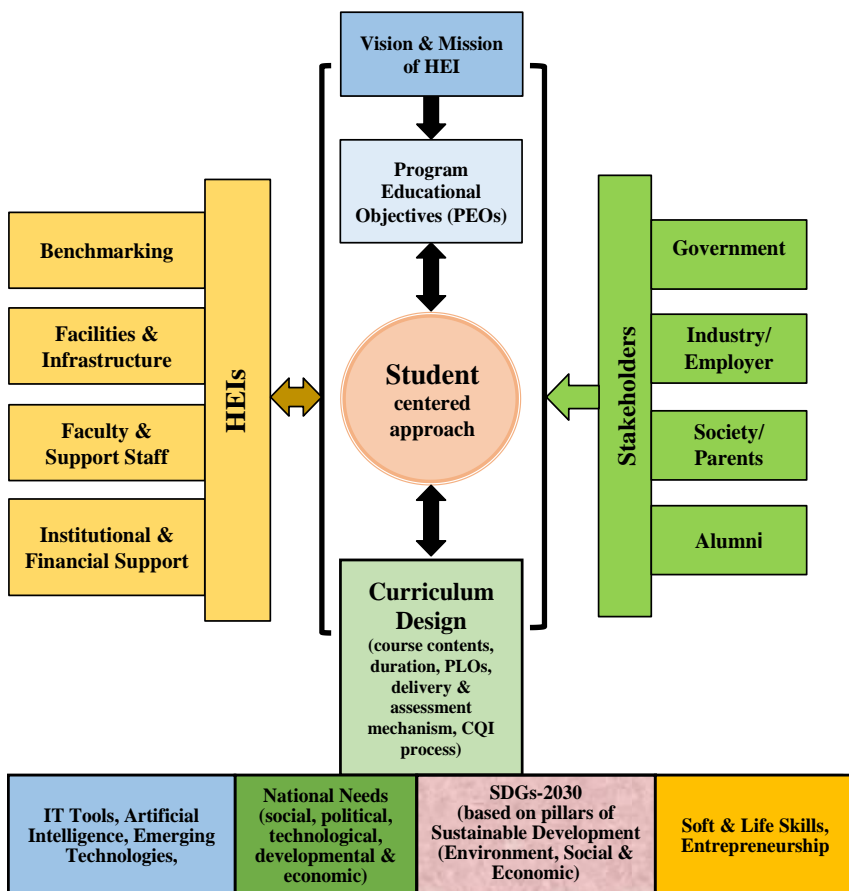 Vision & Mission
of HEI
Program
Educational
Objectives (PEOs)
Benchmarking
Facilities &
Infrastructure
Faculty &
Support Staff
Institutional &
Financial Support
HEIs
Student
centered
approach
Stakeholders
Government
Industry/
Employer
Society/
Parents
Alumni
Curriculum
Design
(course contents,
duration, PLOs,
delivery &
assessment
mechanism, CQI
process)
IT Tools, Artificial
Intelligence, Emerging
Technologies,
National Needs
(social, political,
technological,
developmental &
economic)
SDGs-2030
(based on pillars of
Sustainable Development
(Environment, Social &
Economic)
Soft & Life Skills,
Entrepreneurship